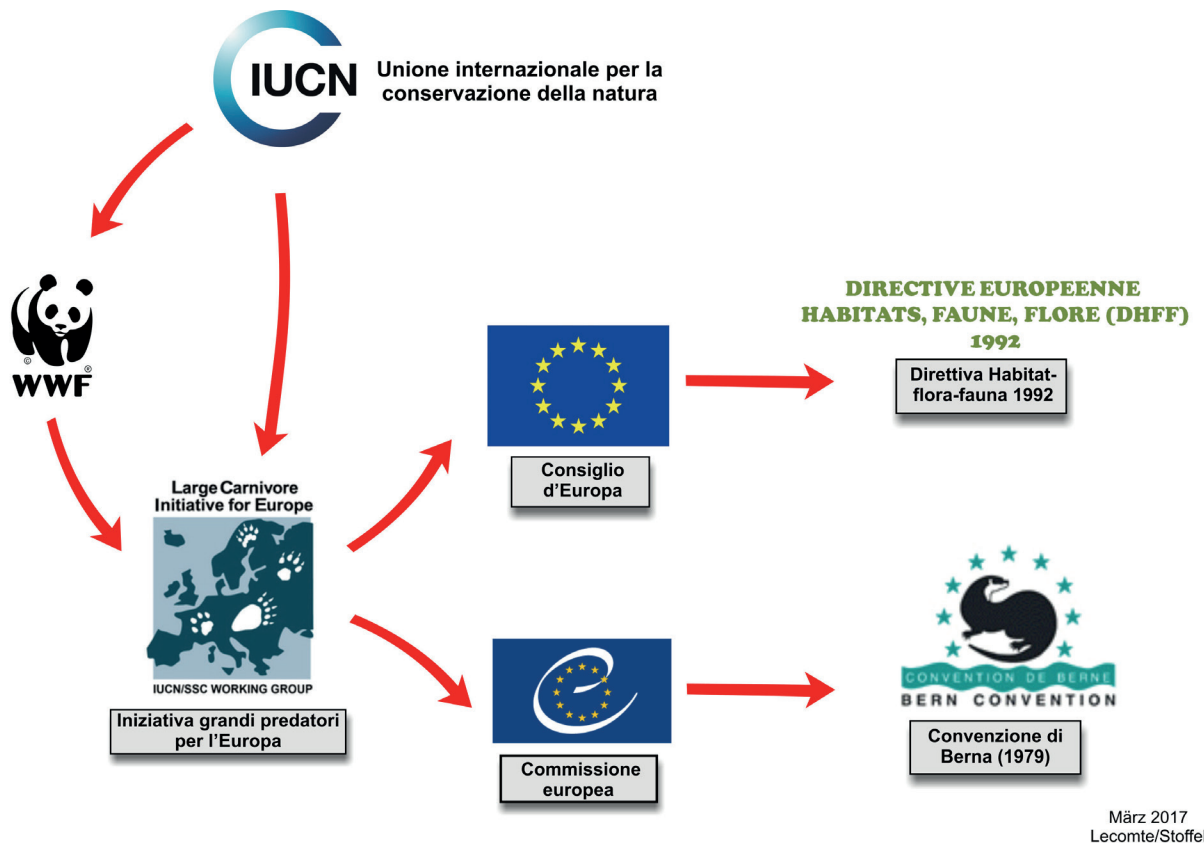 IUCN
Unione internazionale per la
conservazione della natura
©
®
WWF
DIRECTIVE EUROPEENNE
HABITATS, FAUNE, FLORE (DHFF)
1992
Direttiva Habitat-
flora-fauna 1992
Consiglio
d'Europa
Large Carnivore
Initiative for Europe
IUCN/SSC WORKING GROUP
Iniziativa grandi predatori
per l'Europa
Commissione
europea
CONVENTION DE BERNE
BERN CONVENTION
Convenzione di
Berna (1979)
März 2017
Lecomte/Stoffel